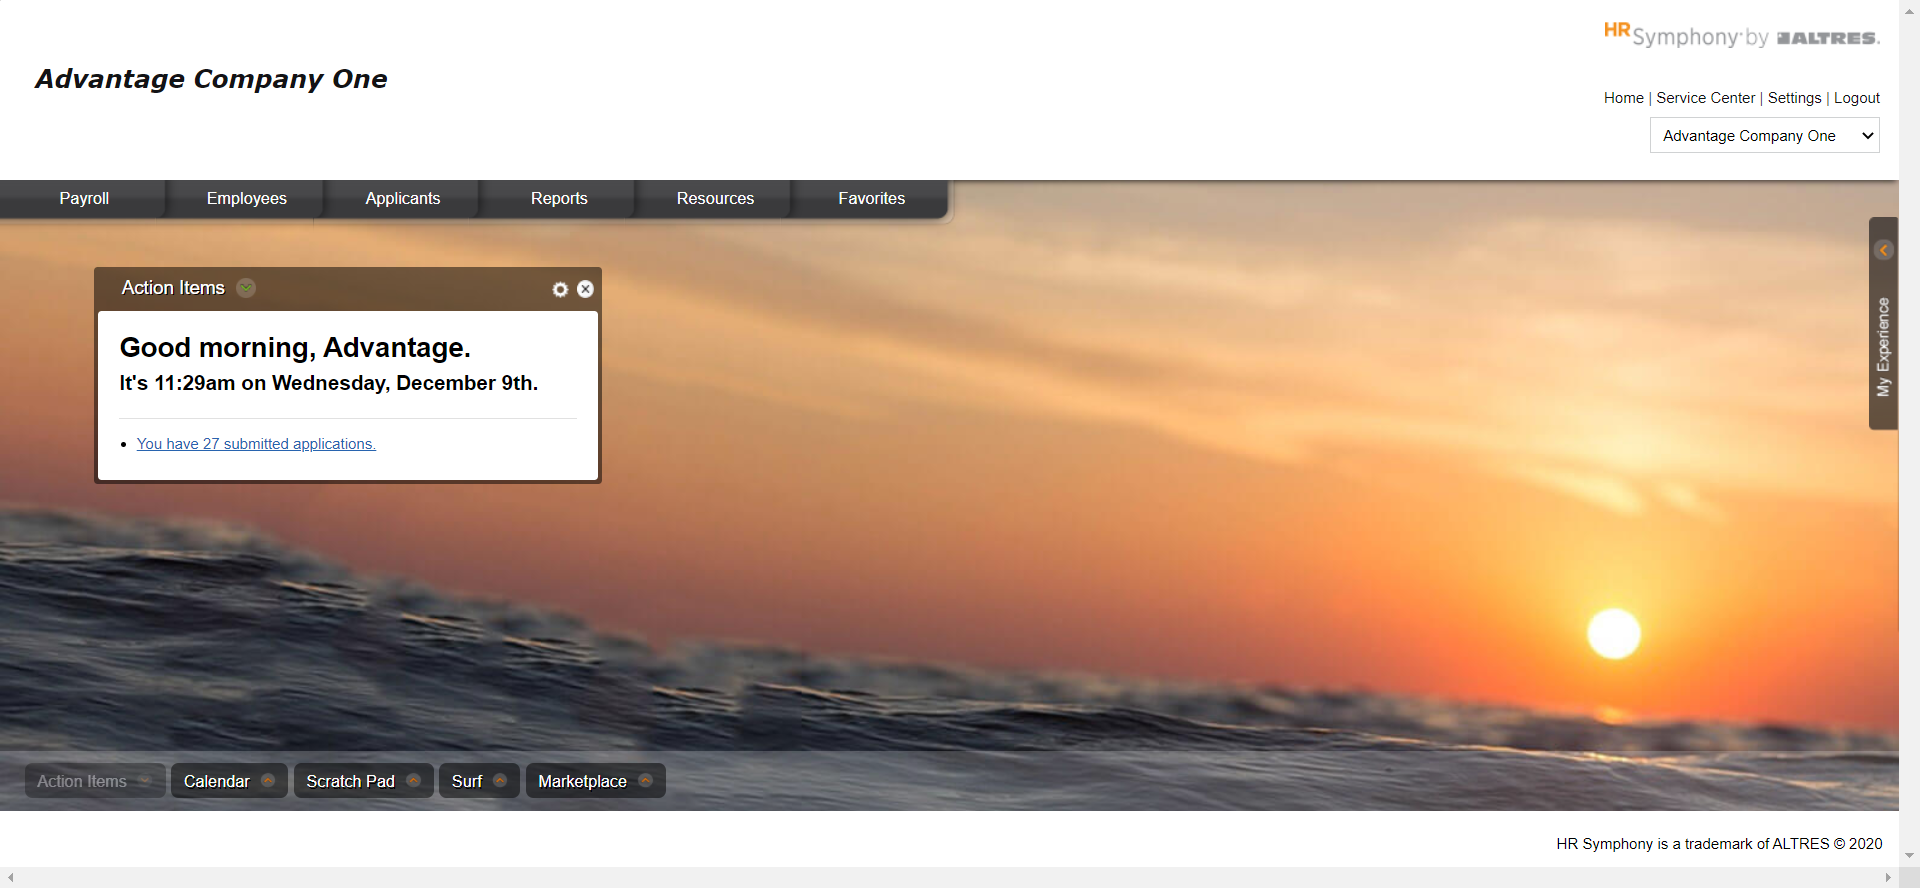 HR Symphony by ALTRES.
Advantage Company One
Home | Service Center | Settings | Logout
Advantage Company One
Payroll Employees Applicants Reports Resources Favorites
My Experience
Action Items
Good morning, Advantage.
It's 11:29am on Wednesday, December 9th.
You have 27 submitted applications.
Action Items Calendar Scratch Pad Surf Marketplace
HR Symphony is a trademark of ALTRES © 2020